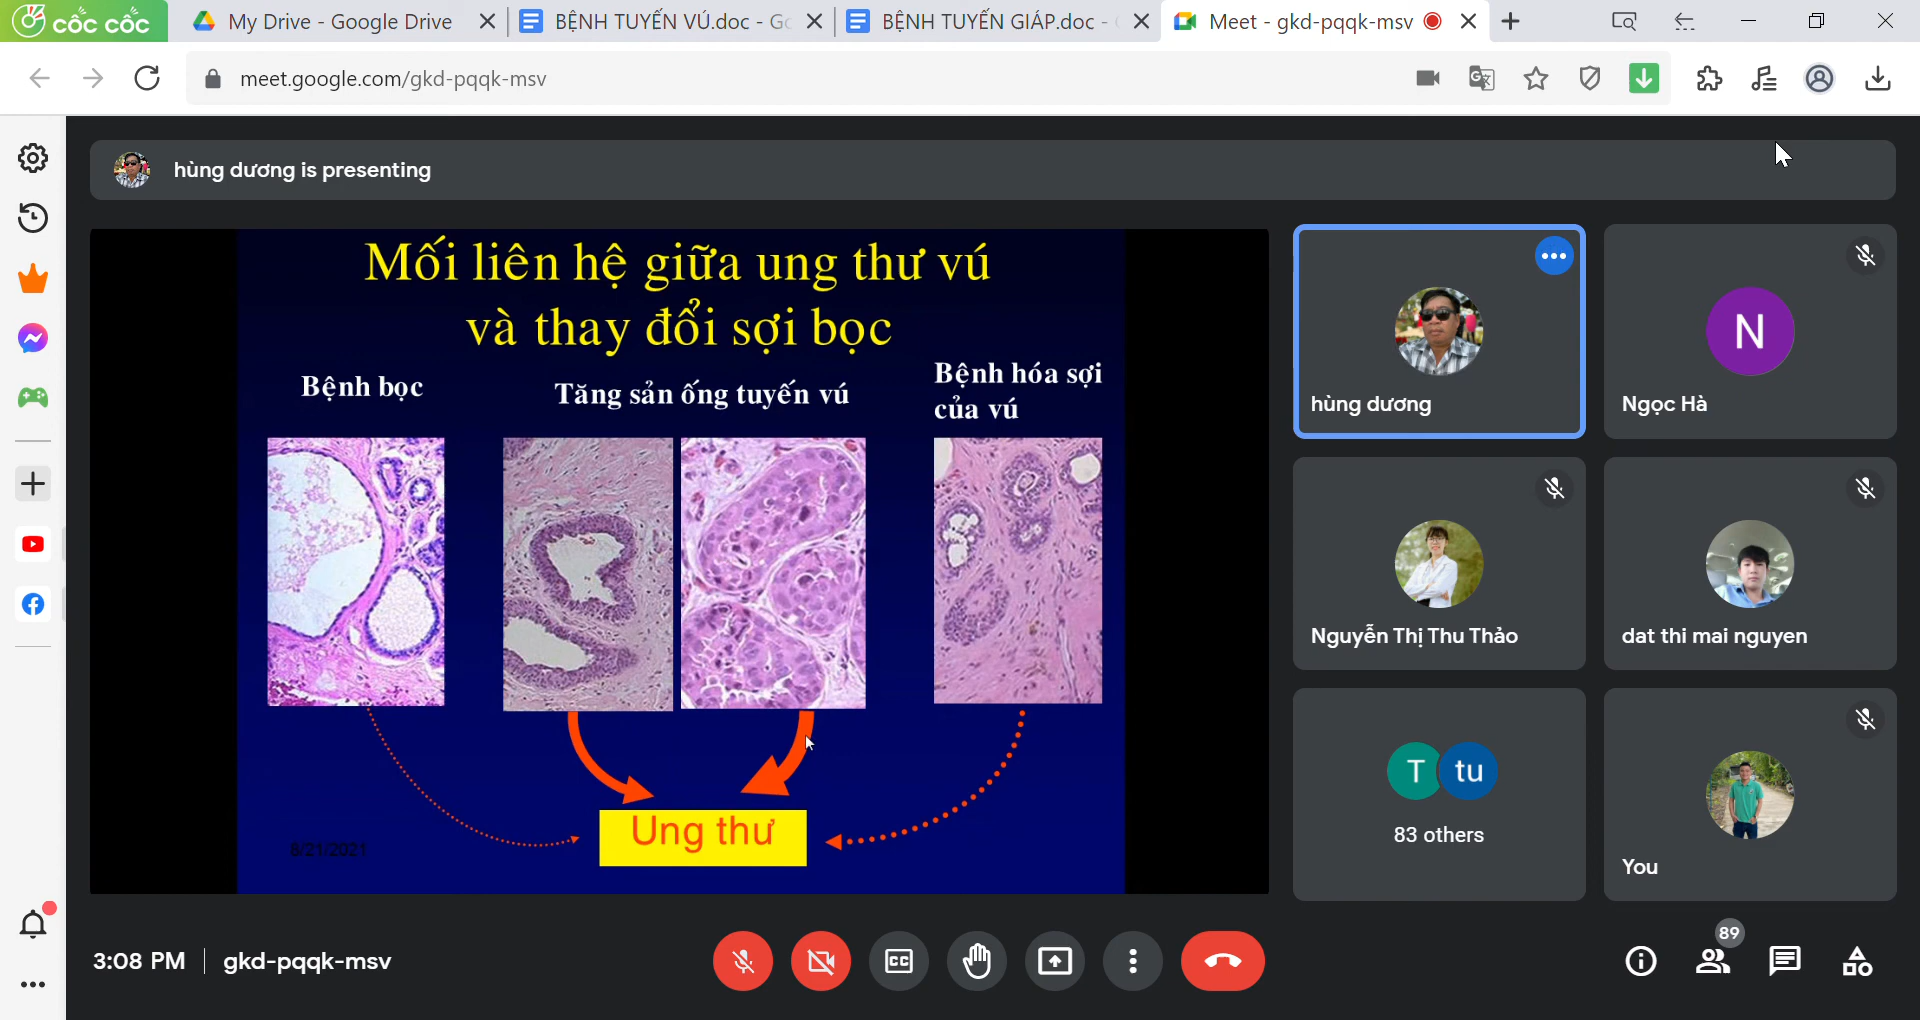 cốc cốc
My Drive - Google Drive
BỆNH TUYẾN VÚ.doc - Go
BỆNH TUYẾN GIÁP.doc -
Meet - gkd-pqqk-msv
meet.google.com/gkd-pqqk-msv
hùng dương is presenting
Mối liên hệ giữa ung thư vú
và thay đổi sợi bọc
Bệnh bọc
Tăng sản ống tuyến vú
Bệnh hóa sợi
của vú
Ung thư
8/21/2021
hùng dương
N
Ngọc Hà
Nguyễn Thị Thu Thảo
dat thi mai nguyen
T
tu
83 others
You
3:08 PM
gkd-pqqk-msv
CC
89